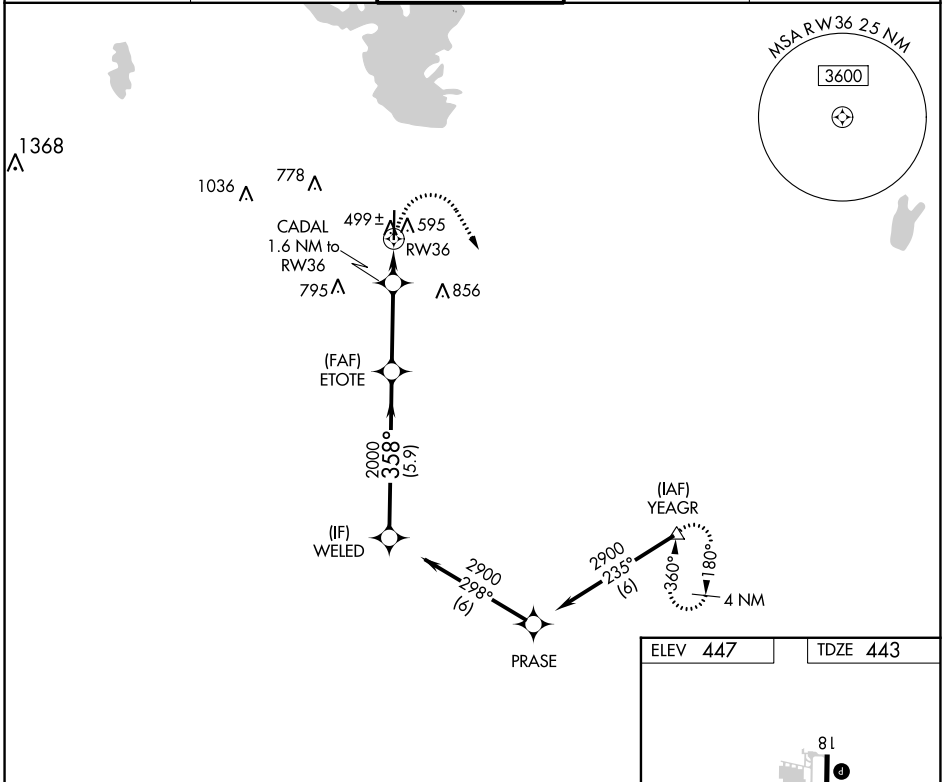 MSA RW36 25 NM
3600
1368
1036
778
499±
595
CADAL
1.6 NM to
RW36
RW36
795
856
(FAF)
ETOTE
2000
358°
(5.9)
(IF)
WELED
(IAF)
YEAGR
2900
235°
(6)
360°
180°
4 NM
2900
298°
(6)
PRASE
ELEV 447
TDZE 443
18
P